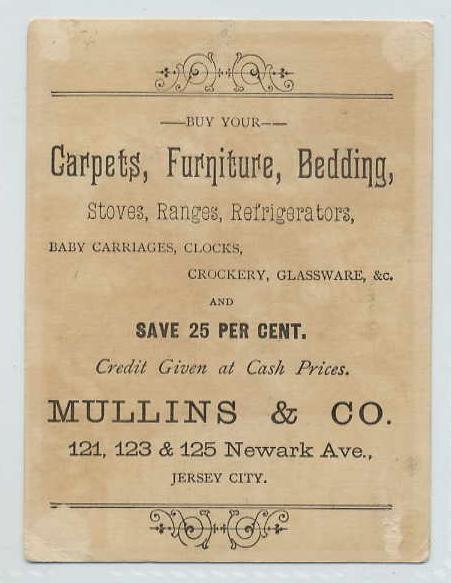 —BUY YOUR—
Carpets, Furniture, Bedding,
Stoves, Ranges, Refrigerators,
BABY CARRIAGES, CLOCKS,
CROCKERY, GLASSWARE, &c.
AND
SAVE 25 PER CENT.
Credit Given at Cash Prices.
MULLINS & CO.
121, 123 & 125 Newark Ave.,
JERSEY CITY.